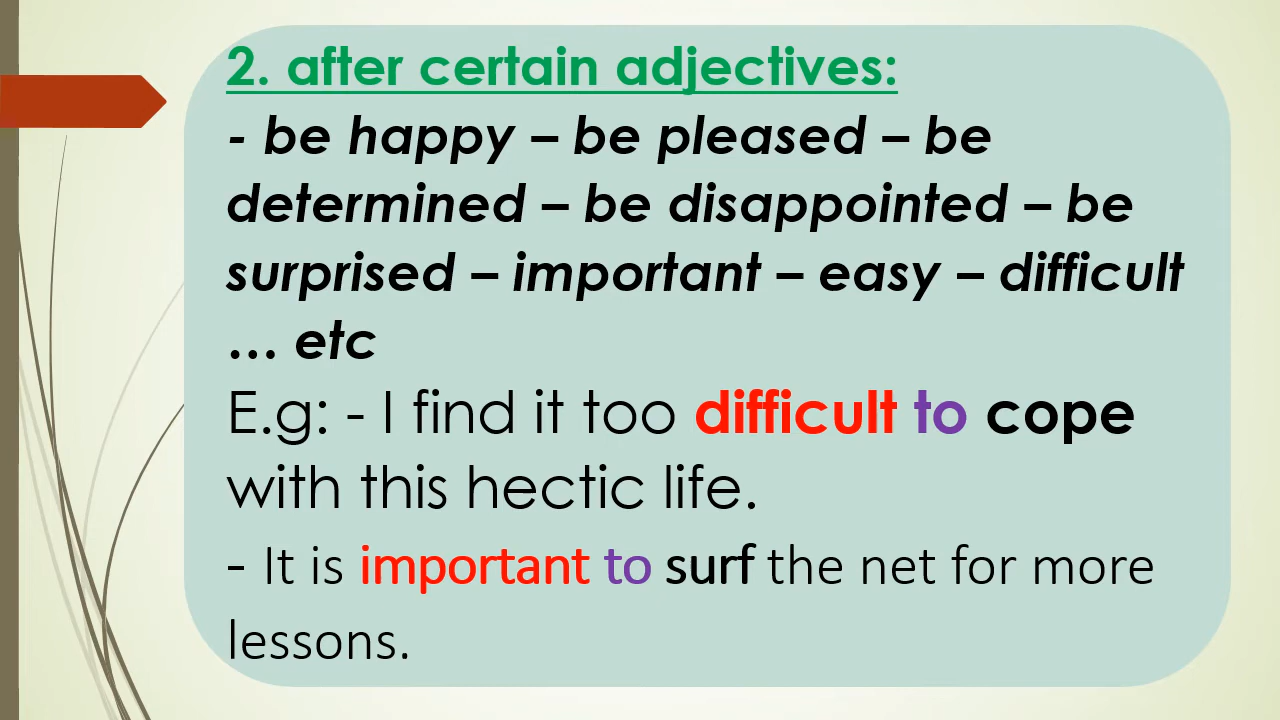 2. after certain adjectives:
- be happy – be pleased – be
determined – be disappointed – be
surprised – important – easy – difficult
… etc
E.g: - I find it too difficult to cope
with this hectic life.
- It is important to surf the net for more
lessons.